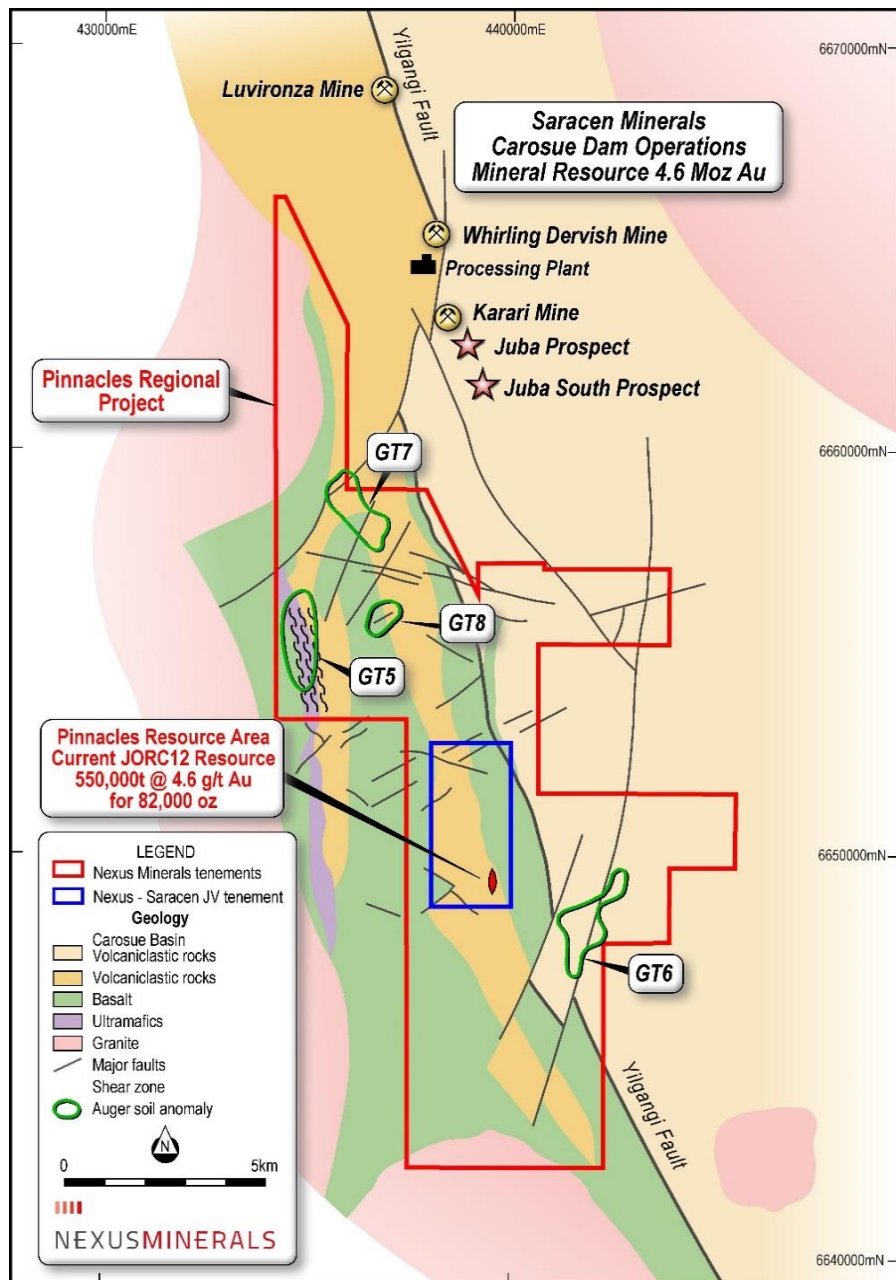 430000mE
440000mE
6670000mN
Yilgangi Fault
Luvironza Mine
Saracen Minerals
Carosue Dam Operations
Mineral Resource 4.6 Moz Au
Whirling Dervish Mine
Processing Plant
Karari Mine
Juba Prospect
Juba South Prospect
Pinnacles Regional
Project
GT7
6660000mN
GT8
GT5
Pinnacles Resource Area
Current JORC12 Resource
550,000t @ 4.6 g/t Au
for 82,000 oz
6650000mN
GT6
LEGEND
Nexus Minerals tenements
Nexus - Saracen JV tenement
Geology
Carosue Basin
Volcaniclastic rocks
Volcaniclastic rocks
Basalt
Ultramafics
Granite
Major faults
Shear zone
Auger soil anomaly
N
0 5km
NEXUSMINERALS
Yilgangi Fault
6640000mN